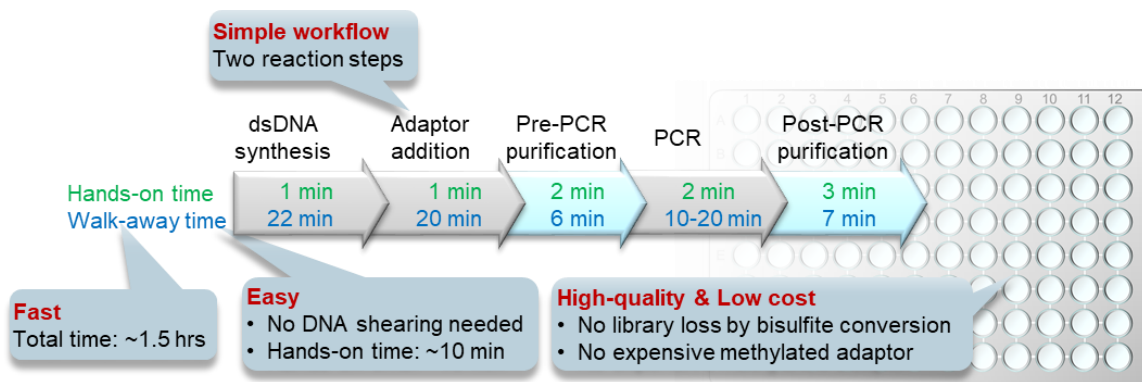 Simple workflow
Two reaction steps
dsDNA synthesis
Adaptor addition
Pre-PCR purification
PCR
Post-PCR purification
Hands-on time
1 min
1 min
2 min
2 min
3 min
Walk-away time
22 min
20 min
6 min
10-20 min
7 min
Fast
Total time: ~1.5 hrs
Easy
• No DNA shearing needed
• Hands-on time: ~10 min
High-quality & Low cost
• No library loss by bisulfite conversion
• No expensive methylated adaptor
1 2 3 4 5 6 7 8 9 10 11 12
A